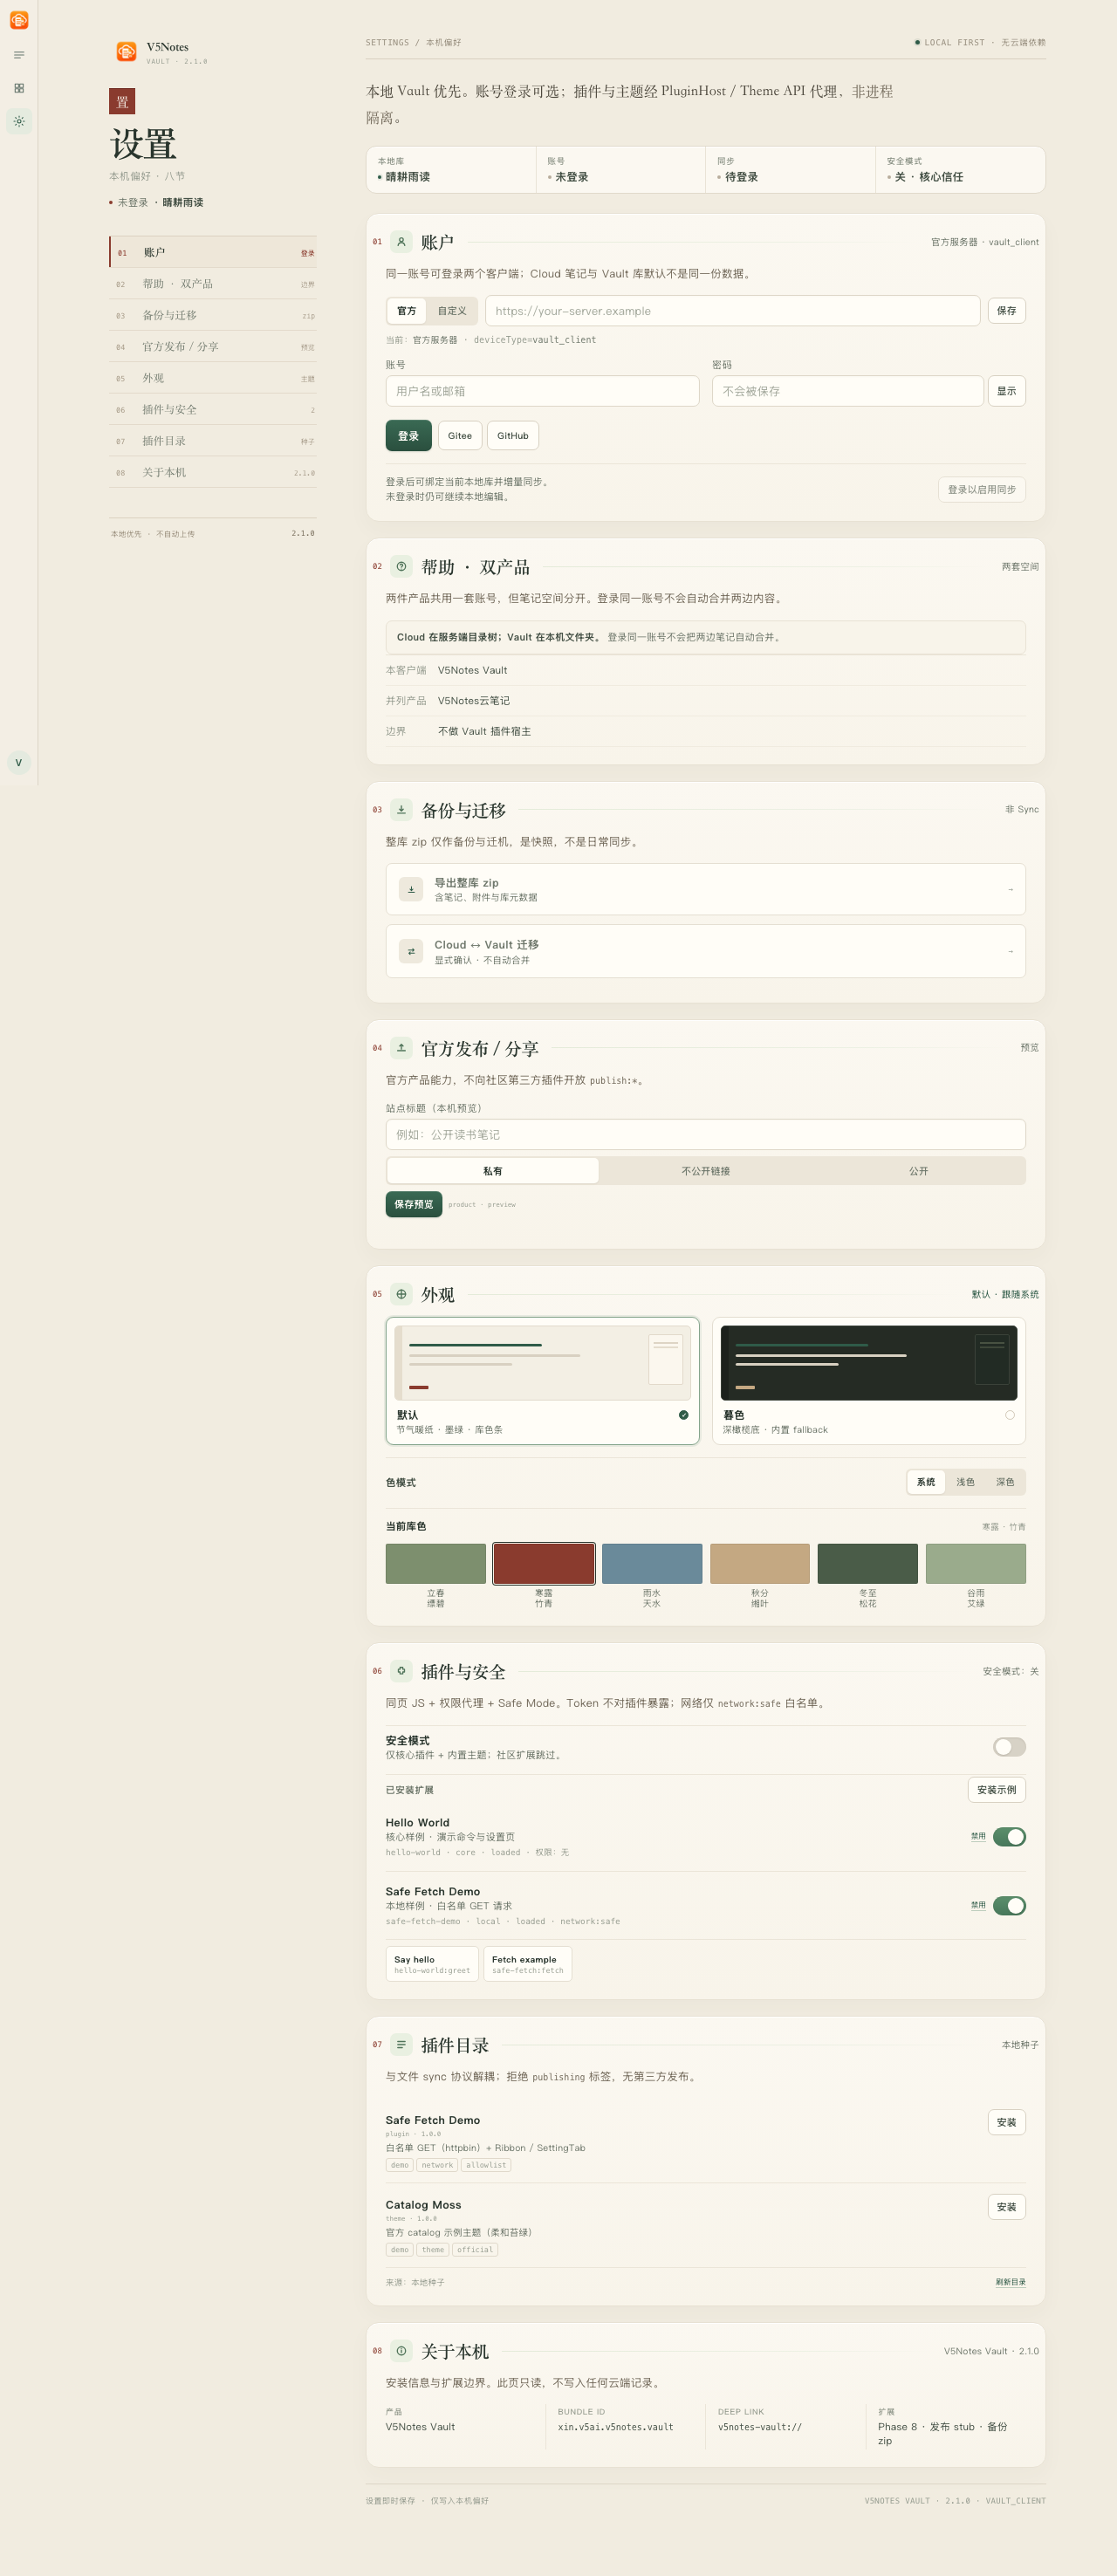 V5Notes
VAULT · 2.1.0
置
设置
本机偏好 · 八节
未登录 · 晴耕雨读
01 账户 登录
02 帮助 · 双产品 边界
03 备份与迁移 zip
04 官方发布 / 分享 预览
05 外观 主题
06 插件与安全 2
07 插件目录 种子
08 关于本机 2.1.0
本地优先 · 不自动上传 2.1.0
V
SETTINGS / 本机偏好
LOCAL FIRST · 无云端依赖
本地 Vault 优先。账号登录可选；插件与主题经 PluginHost / Theme API 代理，非进程
隔离。
本地库
晴耕雨读
账号
未登录
同步
待登录
安全模式
关 · 核心信任
01 账户 官方服务器 · vault_client
同一账号可登录两个客户端；Cloud 笔记与 Vault 库默认不是同一份数据。
官方 自定义 https://your-server.example 保存
当前：官方服务器 · deviceType=vault_client
账号 密码
用户名或邮箱 不会被保存 显示
登录 Gitee GitHub
登录后可绑定当前本地库并增量同步。
未登录时仍可继续本地编辑。
登录以启用同步
02 帮助 · 双产品 两套空间
两件产品共用一套账号，但笔记空间分开。登录同一账号不会自动合并两边内容。
Cloud 在服务端目录树；Vault 在本机文件夹。 登录同一账号不会把两边笔记自动合并。
本客户端 V5Notes Vault
并列产品 V5Notes云笔记
边界 不做 Vault 插件宿主
03 备份与迁移 非 Sync
整库 zip 仅作备份与迁机，是快照，不是日常同步。
导出整库 zip →
含笔记、附件与库元数据
Cloud ↔ Vault 迁移 →
显式确认 · 不自动合并
04 官方发布 / 分享 预览
官方产品能力，不向社区第三方插件开放 publish:*。
站点标题（本机预览）
例如：公开读书笔记
私有 不公开链接 公开
保存预览 product · preview
05 外观 默认 · 跟随系统
默认
节气暖纸 · 墨绿 · 库色条
暮色
深橄榄底 · 内置 fallback
色模式 系统 浅色 深色
当前库色 寒露 · 竹青
立春 寒露 雨水 秋分 冬至 谷雨
缥碧 竹青 天水 缃叶 松花 艾绿
06 插件与安全 安全模式：关
同页 JS + 权限代理 + Safe Mode。Token 不对插件暴露；网络仅 network:safe 白名单。
安全模式
仅核心插件 + 内置主题；社区扩展跳过。
已安装扩展 安装示例
Hello World
核心样例 · 演示命令与设置页 禁用
hello-world · core · loaded · 权限：无
Safe Fetch Demo
本地样例 · 白名单 GET 请求 禁用
safe-fetch-demo · local · loaded · network:safe
Say hello Fetch example
hello-world:greet safe-fetch:fetch
07 插件目录 本地种子
与文件 sync 协议解耦；拒绝 publishing 标签，无第三方发布。
Safe Fetch Demo 安装
plugin · 1.0.0
白名单 GET（httpbin）+ Ribbon / SettingTab
demo network allowlist
Catalog Moss 安装
theme · 1.0.0
官方 catalog 示例主题（柔和苔绿）
demo theme official
来源：本地种子 刷新目录
08 关于本机 V5Notes Vault · 2.1.0
安装信息与扩展边界。此页只读，不写入任何云端记录。
产品 BUNDLE ID DEEP LINK 扩展
V5Notes Vault xin.v5ai.v5notes.vault v5notes-vault:// Phase 8 · 发布 stub · 备份
zip
设置即时保存 · 仅写入本机偏好 V5NOTES VAULT · 2.1.0 · VAULT_CLIENT